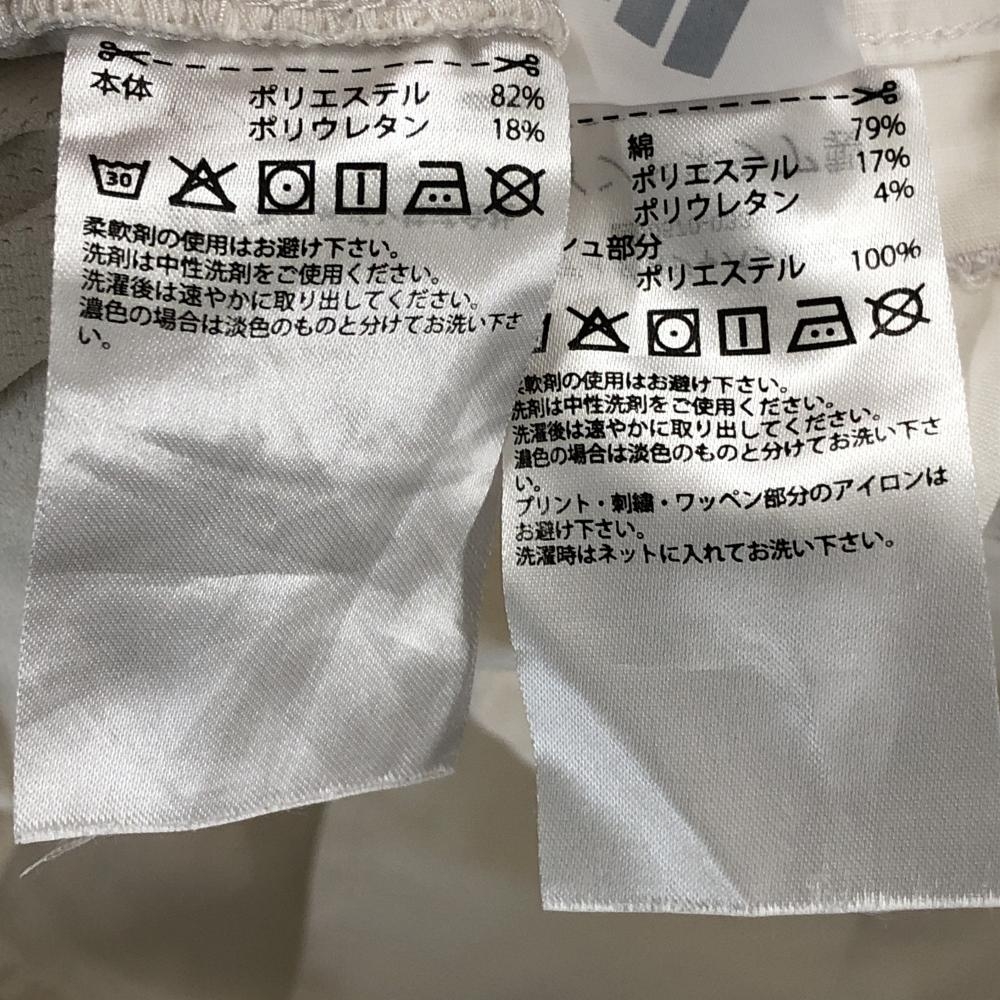 本体
ポリエステル 82%
ポリウレタン 18%
30
柔軟剤の使用はお避け下さい。
洗剤は中性洗剤をご使用ください。
洗濯後は速やかに取り出してください。
濃色の場合は淡色のものと分けてお洗い下さ
い。
綿 79%
ポリエステル 17%
ポリウレタン 4%
シュ部分
ポリエステル 100%
軟剤の使用はお避け下さい。
洗剤は中性洗剤をご使用ください。
洗濯後は速やかに取り出してください。
濃色の場合は淡色のものと分けてお洗い下さ
い。
プリント・刺繍・ワッペン部分のアイロンは
お避け下さい。
洗濯時はネットに入れてお洗い下さい。